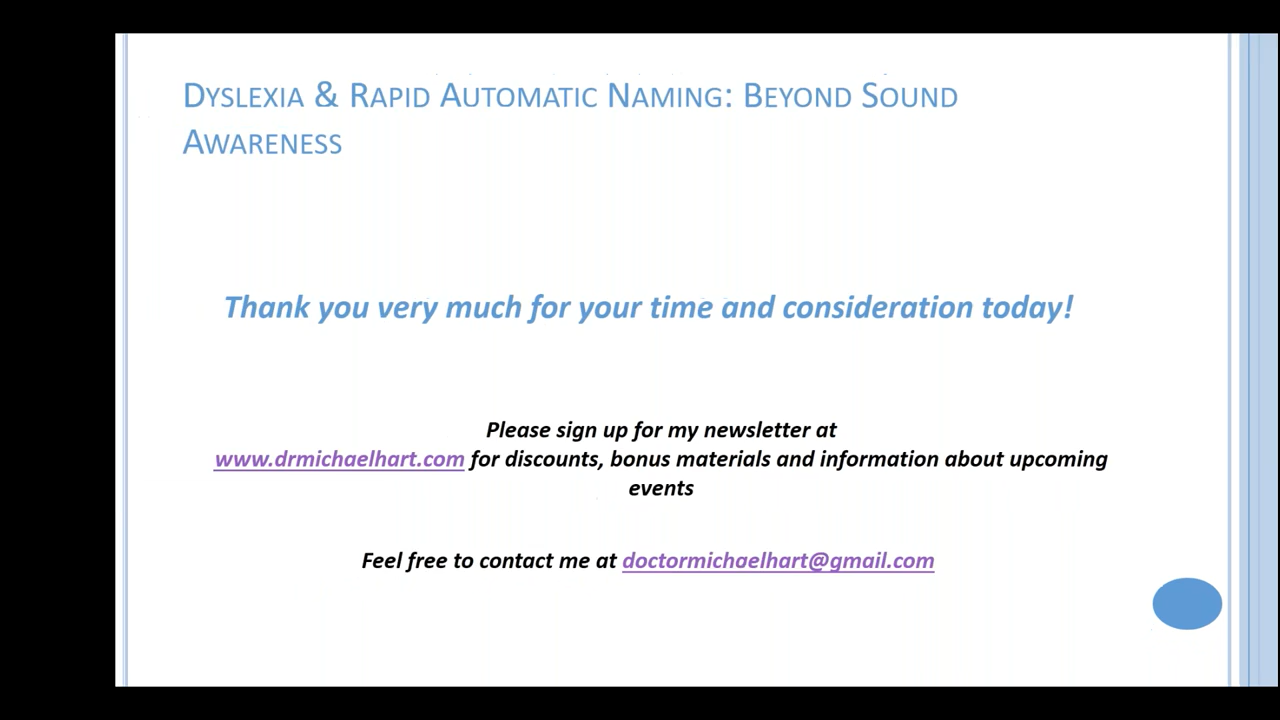 Dyslexia & Rapid Automatic Naming: Beyond Sound
Awareness
Thank you very much for your time and consideration today!
Please sign up for my newsletter at
www.drmichaelhart.com for discounts, bonus materials and information about upcoming
events
Feel free to contact me at doctormichaelhart@gmail.com